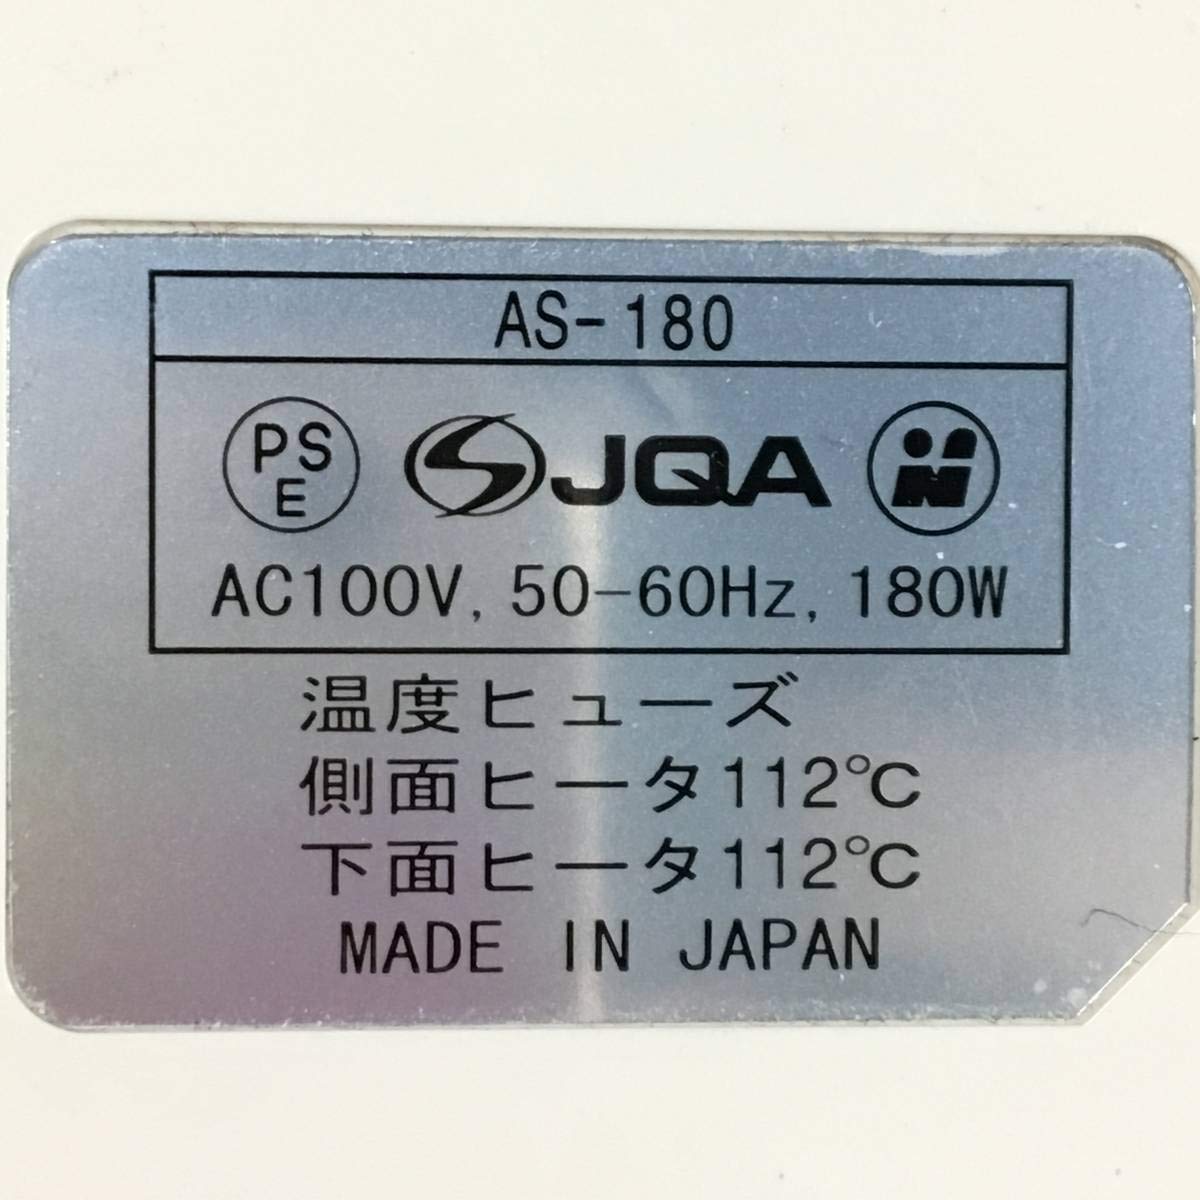 AS-180
PS
E
JQA
AC100V, 50-60Hz, 180W
温度ヒューズ
側面ヒータ112℃
下面ヒータ112℃
MADE IN JAPAN